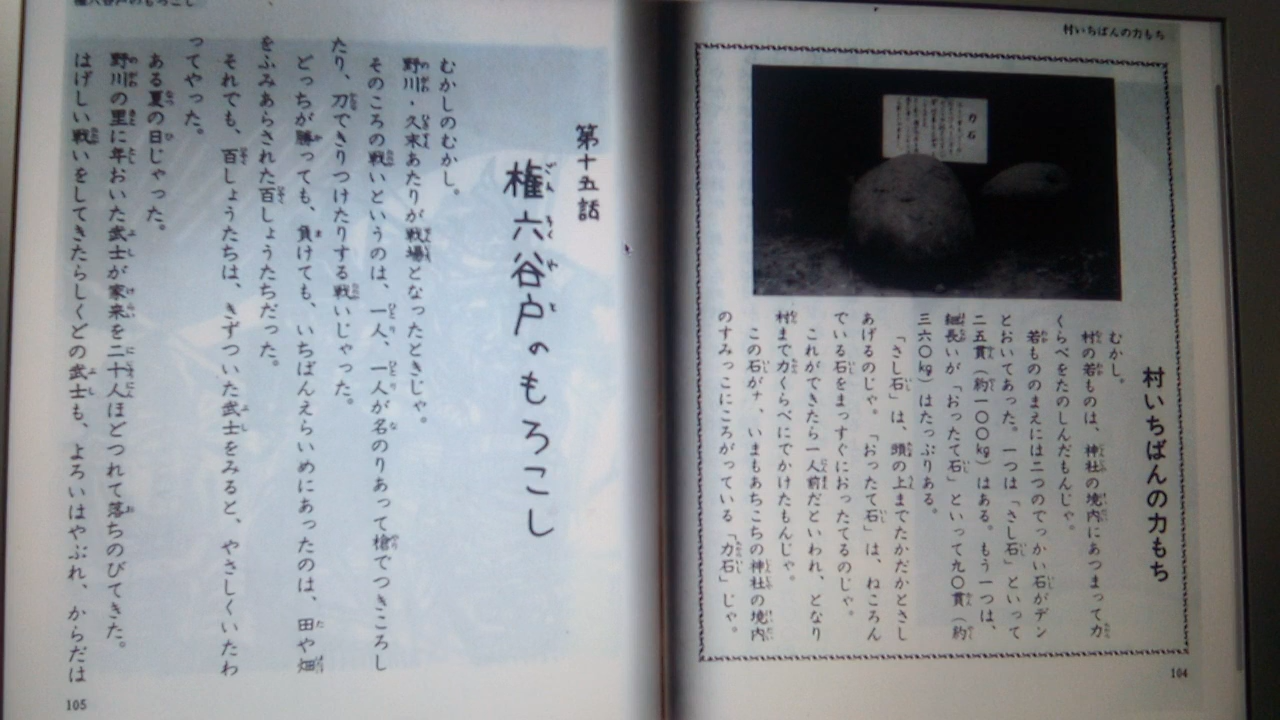 村いちばんの力もち
力石
村いちばんの力もち
むかし。
村の若ものは、神社の境内にあつまって力
くらべをたのしんだもんじゃ。
若もののまえには二つのでっかい石がデン
とおいてあった。一つは「さし石」といって
二五貫(約一〇〇kg)はある。もう一つは、
細長いが「おったて石」といって九〇貫(約
三六〇kg)はたっぷりある。
「さし石」は、頭の上までたかだかとさし
あげるのじゃ。「おったて石」は、ねころん
でいる石をまっすぐにおったてるのじゃ。
これができたら一人前だといわれ、となり
村まで力くらべにでかけたもんじゃ。
この石がナ、いまもあちこちの神社の境内
のすみっこにころがっている「力石」じゃ。
104
権六谷戸のもろこし
第十五話
権六谷戸のもろこし
むかしのむかし。
野川・久末あたりが戦場となったときじゃ。
そのころの戦いというのは、一人、一人が名のりあって槍でつきころし
たり、刀できりつけたりする戦いじゃった。
どっちが勝っても、負けても、いちばんえらいめにあったのは、田や畑
をふみあらされた百しょうたちだった。
それでも、百しょうたちは、きずついた武士をみると、やさしくいたわ
ってやった。
ある夏の日じゃった。
野川の里に年おいた武士が家来を二十人ほどつれて落ちのびてきた。
はげしい戦いをしてきたらしくどの武士も、よろいはやぶれ、からだは
105